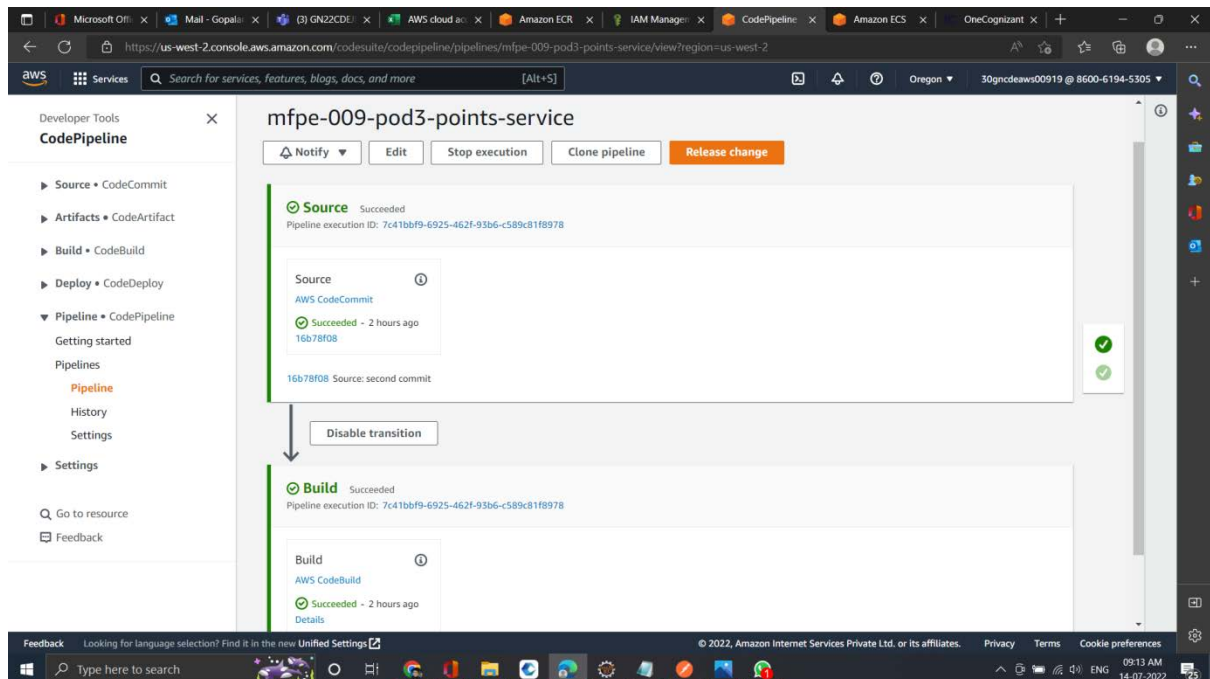 Microsoft Offi
Mail - Gopala
(3) GN22CDE/
AWS cloud ac
Amazon ECR
IAM Managen
CodePipeline
Amazon ECS
OneCognizant
https://us-west-2.console.aws.amazon.com/codesuite/codepipeline/pipelines/mfpe-009-pod3-points-service/view?region=us-west-2
aws
Services
Search for services, features, blogs, docs, and more
[Alt+S]
Oregon ▼
30gncdeaws00919 @ 8600-6194-5305 ▼
Developer Tools
CodePipeline
Source • CodeCommit
Artifacts • CodeArtifact
Build • CodeBuild
Deploy • CodeDeploy
Pipeline • CodePipeline
Getting started
Pipelines
Pipeline
History
Settings
Settings
Go to resource
Feedback
mfpe-009-pod3-points-service
Notify ▼
Edit
Stop execution
Clone pipeline
Release change
Source Succeeded
Pipeline execution ID: 7c41bbf9-6925-462f-93b6-c589c81f8978
Source
AWS CodeCommit
Succeeded - 2 hours ago
16b78f08
16b78f08 Source: second commit
Disable transition
Build Succeeded
Pipeline execution ID: 7c41bbf9-6925-462f-93b6-c589c81f8978
Build
AWS CodeBuild
Succeeded - 2 hours ago
Details
Feedback
Looking for language selection? Find it in the new Unified Settings
© 2022, Amazon Internet Services Private Ltd. or its affiliates.
Privacy
Terms
Cookie preferences
Type here to search
ENG
09:13 AM
14-07-2022
25